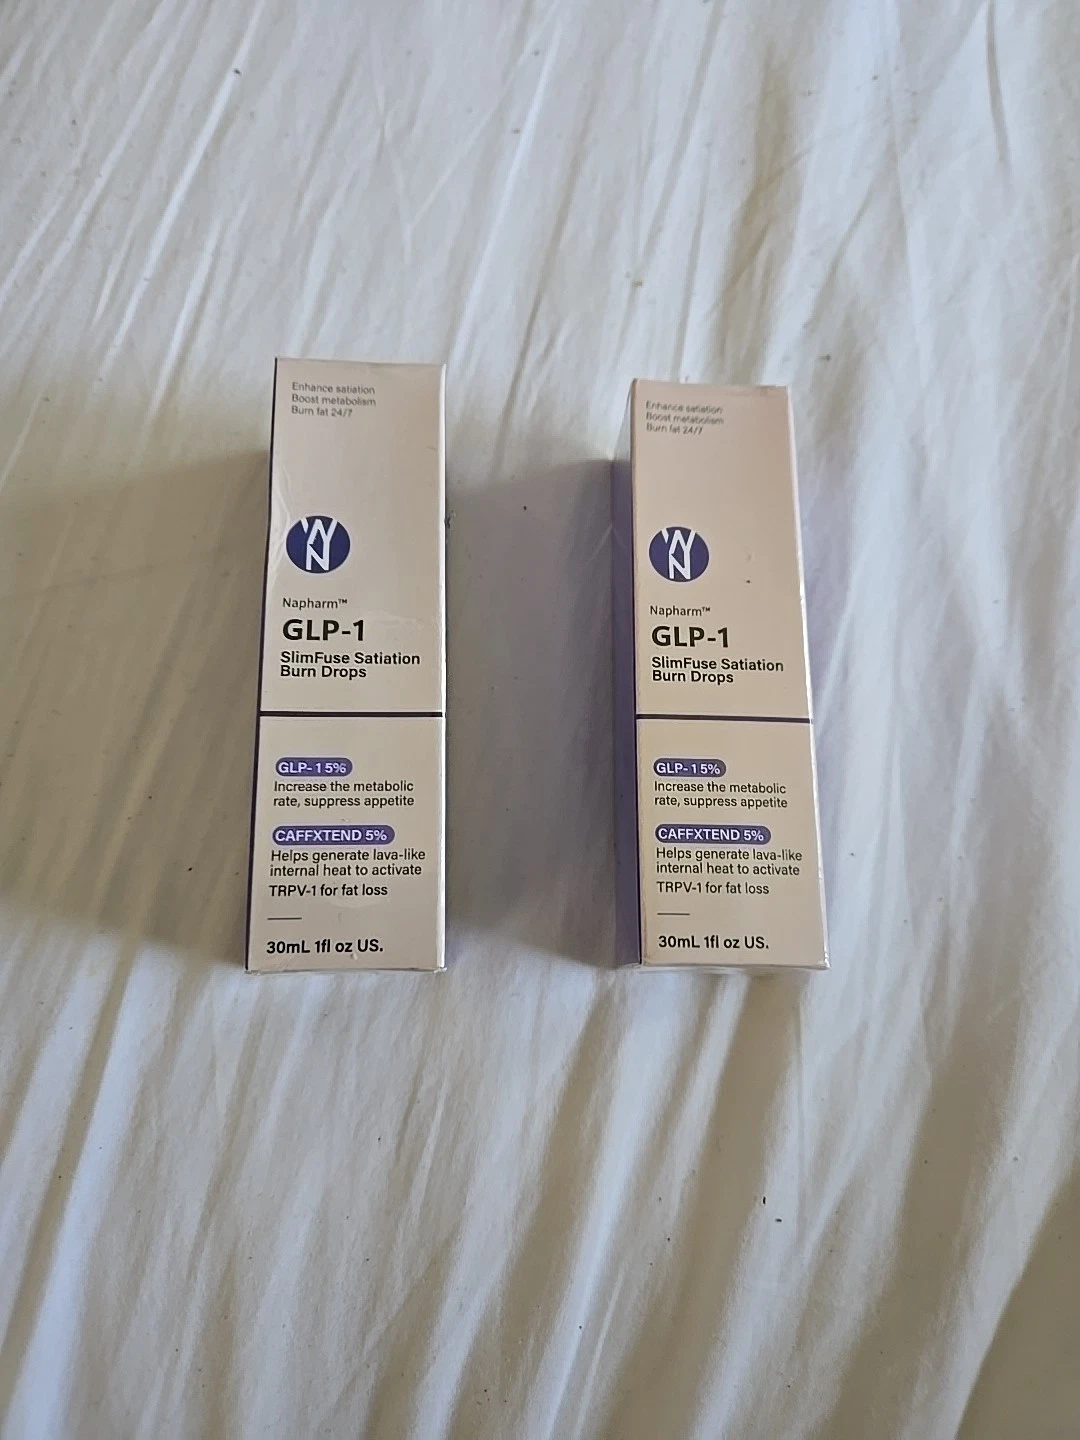 Enhance satiation
Boost metabolism
Burn fat 24/7
WN
Napharm™
GLP-1
SlimFuse Satiation
Burn Drops
GLP-1 5%
Increase the metabolic
rate, suppress appetite
CAFFXTEND 5%
Helps generate lava-like
internal heat to activate
TRPV-1 for fat loss
30mL 1fl oz US.
Enhance satiation
Boost metabolism
Burn fat 24/7
WN
Napharm™
GLP-1
SlimFuse Satiation
Burn Drops
GLP-1 5%
Increase the metabolic
rate, suppress appetite
CAFFXTEND 5%
Helps generate lava-like
internal heat to activate
TRPV-1 for fat loss
30mL 1fl oz US.